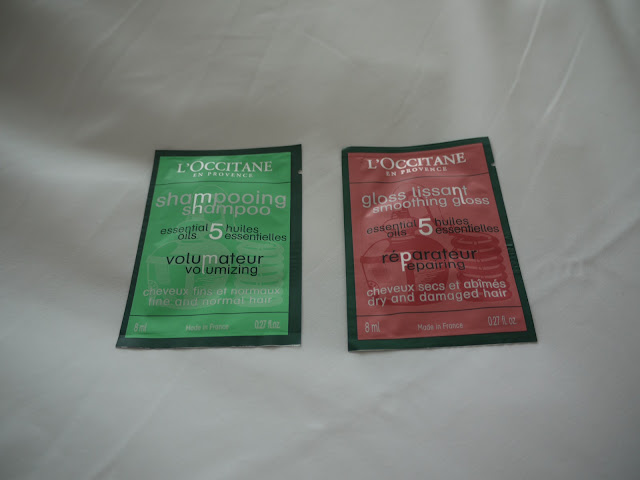 L'OCCITANE
EN PROVENCE
shampooing
shampoo
essential 5 huiles
oils essentielles
volumateur
volumizing
cheveux fins et normaux
fine and normal hair
8 ml Made in France 0.27 fl. oz
L'OCCITANE
EN PROVENCE
gloss lissant
smoothing gloss
essential 5 huiles
oils essentielles
réparateur
repairing
cheveux secs et abîmés
dry and damaged hair
8 ml Made in France 0.27 fl. oz